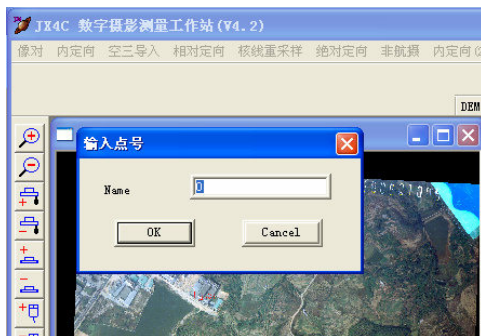 JX4C 数字摄影测量工作站(V4.2)
像对 内定向 空三导入 相对定向 核线重采样 绝对定向 非航摄 内定向(2
DEM
输入点号
Name 0
OK Cancel